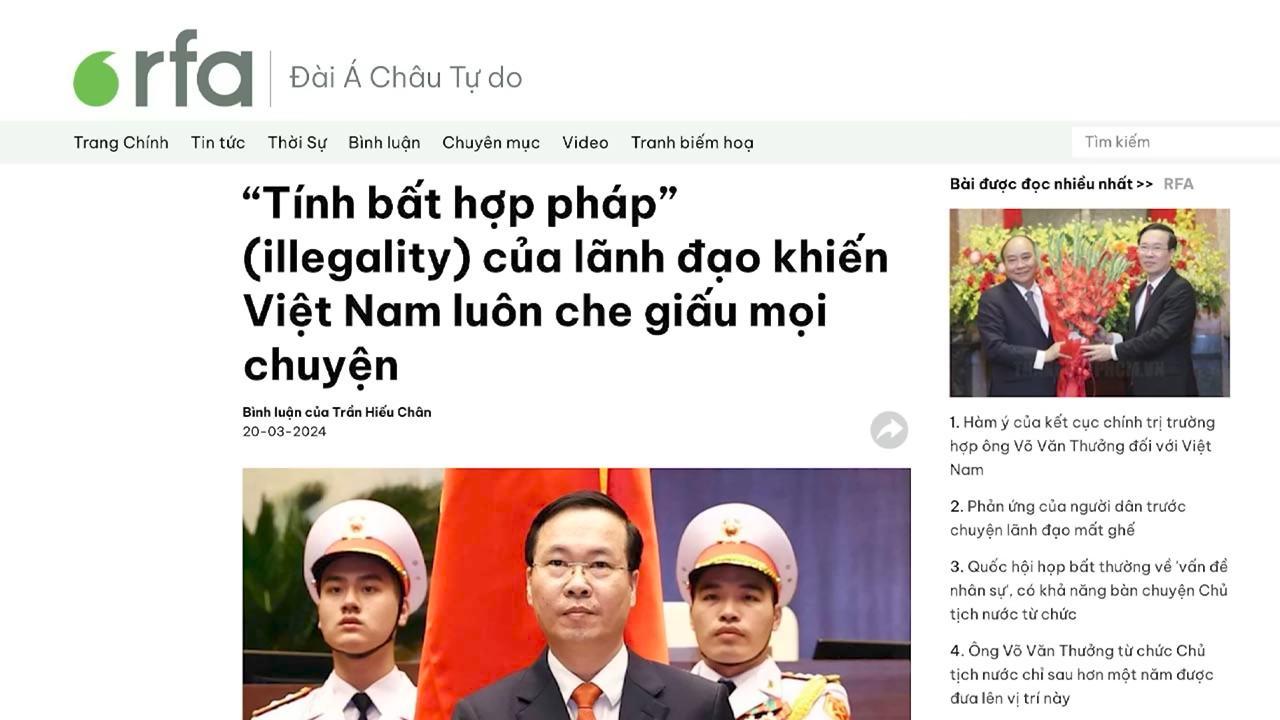 rfa Đài Á Châu Tự do
Trang Chính Tin tức Thời Sự Bình luận Chuyên mục Video Tranh biếm hoạ Tìm kiếm
“Tính bất hợp pháp”
(illegality) của lãnh đạo khiến
Việt Nam luôn che giấu mọi
chuyện
Bình luận của Trần Hiếu Chân
20-03-2024
Bài được đọc nhiều nhất >> RFA
1. Hàm ý của kết cục chính trị trường
hợp ông Võ Văn Thưởng đối với Việt
Nam
2. Phản ứng của người dân trước
chuyện lãnh đạo mất ghế
3. Quốc hội họp bất thường về 'vấn đề
nhân sự', có khả năng bàn chuyện Chủ
tịch nước từ chức
4. Ông Võ Văn Thưởng từ chức Chủ
tịch nước chỉ sau hơn một năm được
đưa lên vị trí này